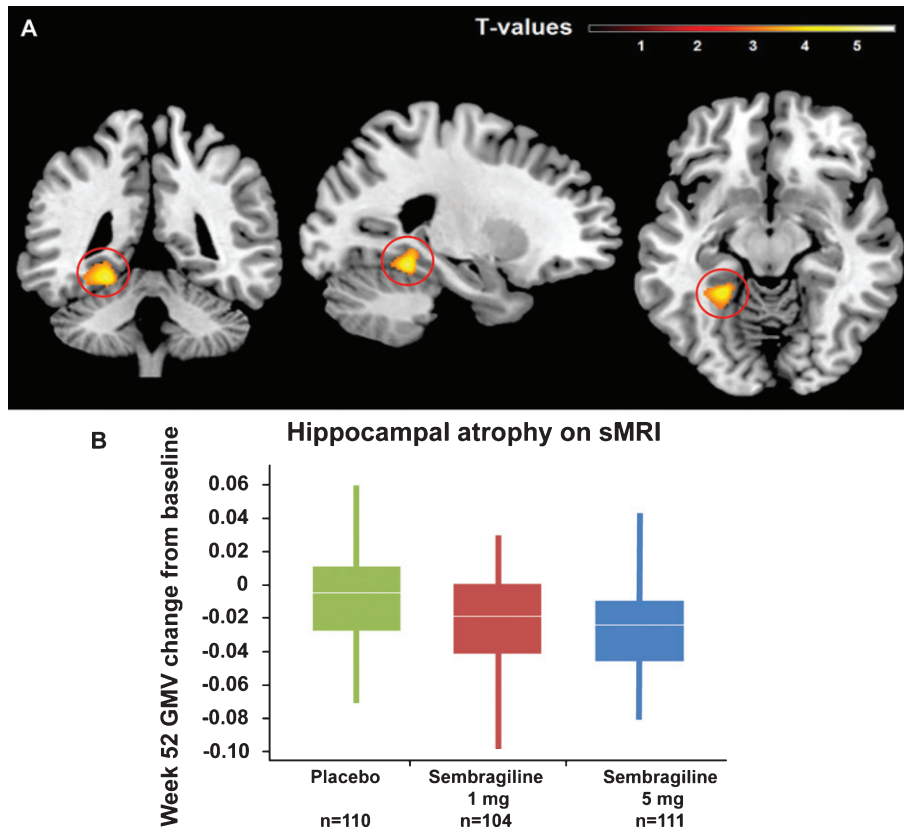 A
T-values
1 2 3 4 5
B
Hippocampal atrophy on sMRI
Week 52 GMV change from baseline
0.06
0.04
0.02
0
-0.02
-0.04
-0.06
-0.08
-0.10
Placebo
n=110
Sembragiline
1 mg
n=104
Sembragiline
5 mg
n=111